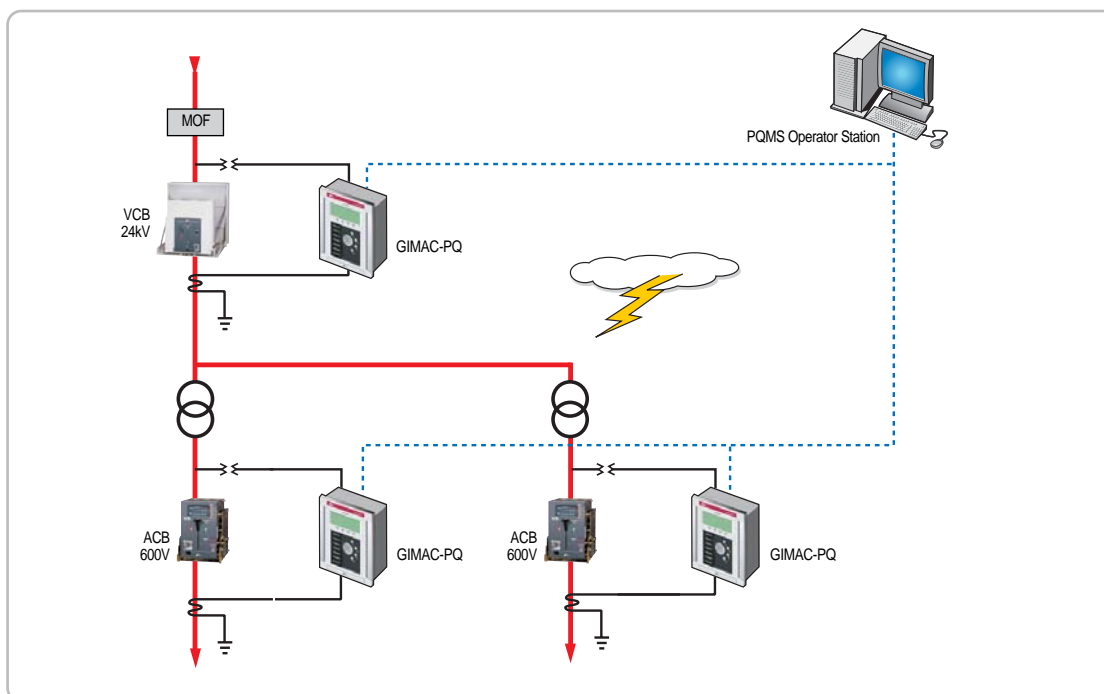 MOF
PQMS Operator Station
VCB
24kV
GIMAC-PQ
ACB
600V
GIMAC-PQ
ACB
600V
GIMAC-PQ